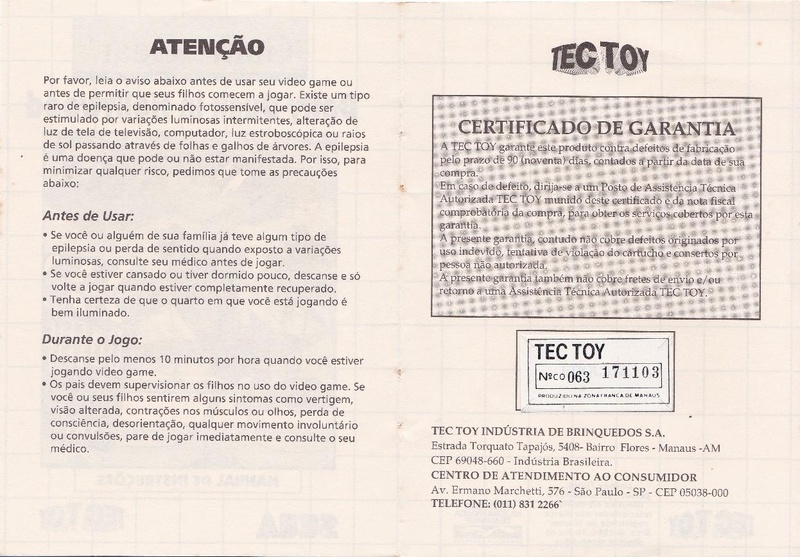 ATENÇÃO
Por favor, leia o aviso abaixo antes de usar seu video game ou
antes de permitir que seus filhos comecem a jogar. Existe um tipo
raro de epilepsia, denominado fotossensível, que pode ser
estimulado por variações luminosas intermitentes, alteração de
luz de tela de televisão, computador, luz estroboscópica ou raios
de sol passando através de folhas e galhos de árvores. A epilepsia
é uma doença que pode ou não estar manifestada. Por isso, para
minimizar qualquer risco, pedimos que tome as precauções
abaixo:
Antes de Usar:
• Se você ou alguém de sua família já teve algum tipo de
epilepsia ou perda de sentido quando exposto a variações
luminosas, consulte seu médico antes de jogar.
• Se você estiver cansado ou tiver dormido pouco, descanse e só
volte a jogar quando estiver completamente recuperado.
• Tenha certeza de que o quarto em que você está jogando é
bem iluminado.
Durante o Jogo:
• Descanse pelo menos 10 minutos por hora quando você estiver
jogando video game.
• Os pais devem supervisionar os filhos no uso do video game. Se
você ou seus filhos sentirem alguns sintomas como vertigem,
visão alterada, contrações nos músculos ou olhos, perda de
consciência, desorientação, qualquer movimento involuntário
ou convulsões, pare de jogar imediatamente e consulte o seu
médico.
TEC TOY
CERTIFICADO DE GARANTIA
A TEC TOY garante este produto contra defeitos de fabricação
pelo prazo de 90 (noventa) dias, contados a partir da data de sua
compra.
Em caso de defeito, dirija-se a um Posto de Assistência Técnica
Autorizada TEC TOY munido deste certificado e da nota fiscal
comprobatória da compra, para obter os serviços cobertos por esta
garantia.
A presente garantia, contudo não cobre defeitos originados por
uso indevido, tentativa de violação do cartucho e consertos por
pessoa não autorizada.
A presente garantia também não cobre fretes de envio e/ou
retorno a uma Assistência Técnica Autorizada TEC TOY.
TEC TOY
Nº CO 063 171103
PRODUZIDO NA ZONA FRANCA DE MANAUS
TEC TOY INDÚSTRIA DE BRINQUEDOS S.A.
Estrada Torquato Tapajós, 5408- Bairro Flores - Manaus -AM
CEP 69048-660 - Indústria Brasileira.
CENTRO DE ATENDIMENTO AO CONSUMIDOR
Av. Ermano Marchetti, 576 - São Paulo - SP - CEP 05038-000
TELEFONE: (011) 831 2266